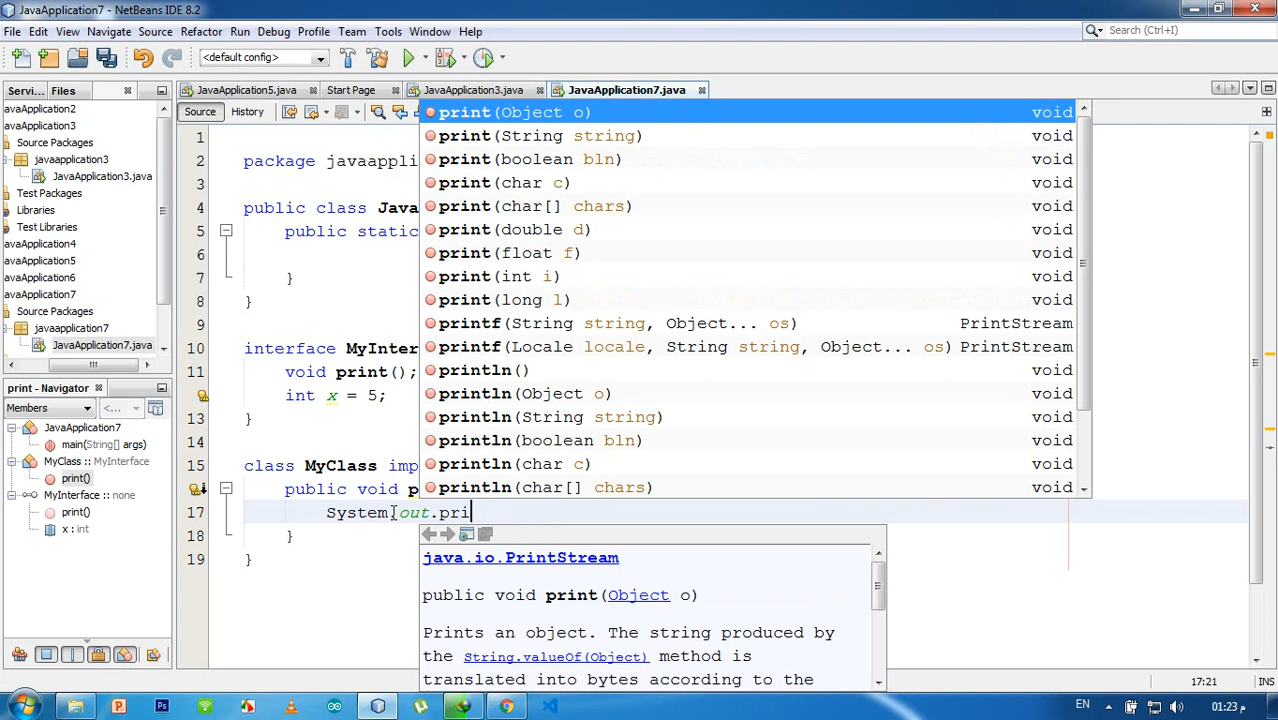 JavaApplication7 - NetBeans IDE 8.2
File Edit View Navigate Source Refactor Run Debug Profile Team Tools Window Help
Search (Ctrl+I)
<default config>
Servi... Files
JavaApplication5.java Start Page JavaApplication3.java JavaApplication7.java
Source History
avaApplication2
avaApplication3
Source Packages
javaapplication3
JavaApplication3.java
Test Packages
Libraries
Test Libraries
avaApplication4
avaApplication5
avaApplication6
avaApplication7
Source Packages
javaapplication7
JavaApplication7.java
print - Navigator
Members <...
JavaApplication7
main(String[] args)
MyClass :: MyInterface
print()
MyInterface :: none
print()
x : int
1
2 package javaappli
3
4 public class Java
5 public static
6
7 }
8 }
9
10 interface MyInter
11 void print();
int x = 5;
13 }
14
15 class MyClass imp
public void p
17 System.out.pri
18 }
19 }
print(Object o) void
print(String string) void
print(boolean bln) void
print(char c) void
print(char[] chars) void
print(double d) void
print(float f) void
print(int i) void
print(long l) void
printf(String string, Object... os) PrintStream
printf(Locale locale, String string, Object... os) PrintStream
println() void
println(Object o) void
println(String string) void
println(boolean bln) void
println(char c) void
println(char[] chars) void
java.io.PrintStream
public void print(Object o)
Prints an object. The string produced by
the String.valueOf(Object) method is
translated into bytes according to the
17:21 INS
EN
01:23 م